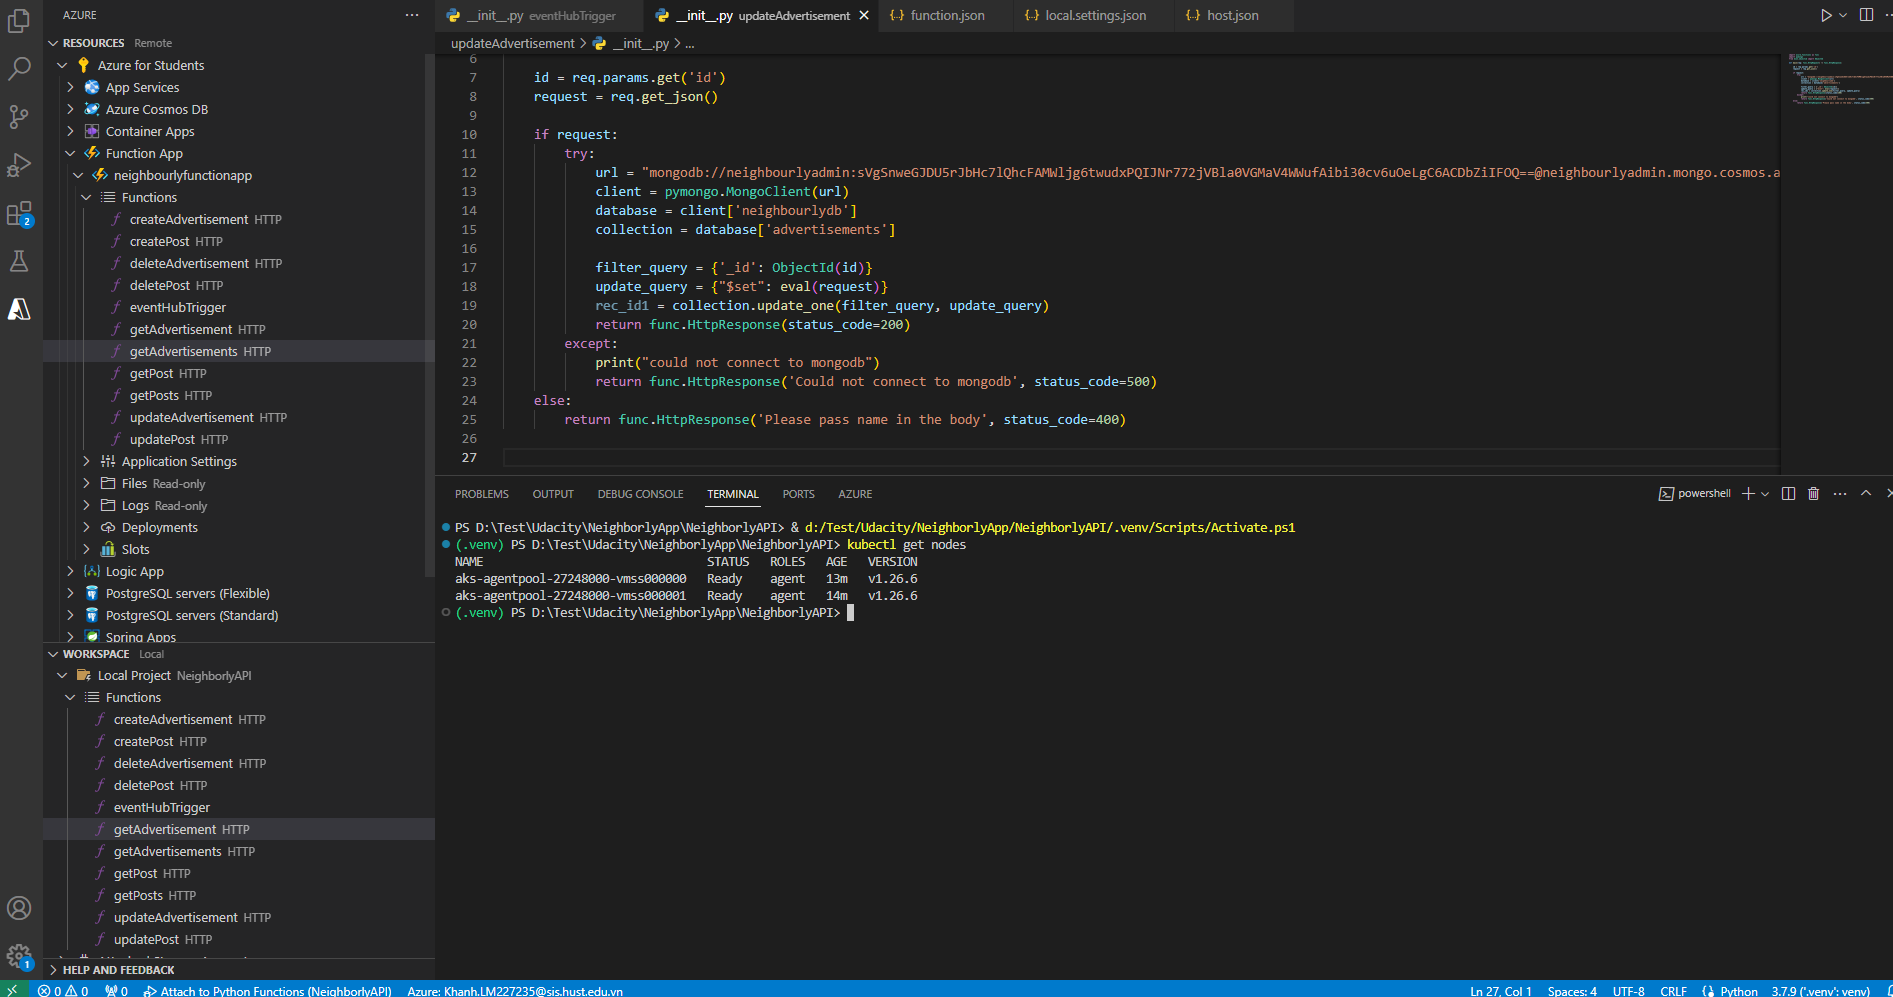 AZURE
RESOURCES Remote
Azure for Students
App Services
Azure Cosmos DB
Container Apps
Function App
neighbourlyfunctionapp
Functions
createAdvertisement HTTP
createPost HTTP
deleteAdvertisement HTTP
deletePost HTTP
eventHubTrigger
getAdvertisement HTTP
getAdvertisements HTTP
getPost HTTP
getPosts HTTP
updateAdvertisement HTTP
updatePost HTTP
Application Settings
Files Read-only
Logs Read-only
Deployments
Slots
Logic App
PostgreSQL servers (Flexible)
PostgreSQL servers (Standard)
Spring Apps
WORKSPACE Local
Local Project NeighborlyAPI
Functions
createAdvertisement HTTP
createPost HTTP
deleteAdvertisement HTTP
deletePost HTTP
eventHubTrigger
getAdvertisement HTTP
getAdvertisements HTTP
getPost HTTP
getPosts HTTP
updateAdvertisement HTTP
updatePost HTTP
HELP AND FEEDBACK
__init__.py eventHubTrigger
__init__.py updateAdvertisement
function.json
local.settings.json
host.json
updateAdvertisement > __init__.py > ...
6
7 id = req.params.get('id')
8 request = req.get_json()
9
10 if request:
11 try:
12 url = "mongodb://neighbourlyadmin:
13 client = pymongo.MongoClient(url)
14 database = client['neighbourlydb']
15 collection = database['advertisements']
16
17 filter_query = {'_id': ObjectId(id)}
18 update_query = {"$set": eval(request)}
19 rec_id1 = collection.update_one(filter_query, update_query)
20 return func.HttpResponse(status_code=200)
21 except:
22 print("could not connect to mongodb")
23 return func.HttpResponse('Could not connect to mongodb', status_code=500)
24 else:
25 return func.HttpResponse('Please pass name in the body', status_code=400)
26
27
PROBLEMS OUTPUT DEBUG CONSOLE TERMINAL PORTS AZURE
powershell
PS D:\Test\Udacity\NeighborlyApp\NeighborlyAPI> & d:/Test/Udacity/NeighborlyApp/NeighborlyAPI/.venv/Scripts/Activate.ps1
(.venv) PS D:\Test\Udacity\NeighborlyApp\NeighborlyAPI> kubectl get nodes
NAME STATUS ROLES AGE VERSION
aks-agentpool-27248000-vmss000000 Ready agent 13m v1.26.6
aks-agentpool-27248000-vmss000001 Ready agent 14m v1.26.6
(.venv) PS D:\Test\Udacity\NeighborlyApp\NeighborlyAPI>
2
1
0 0 0 Attach to Python Functions (NeighborlyAPI) Azure: Khanh.LM227235@sis.hust.edu.vn
Ln 27, Col 1 Spaces: 4 UTF-8 CRLF Python 3.7.9 ('.venv': venv)